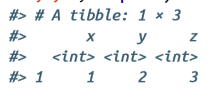 #> # A tibble: 1 × 3
#>       x     y     z
#>   <int> <int> <int>
#> 1     1     2     3